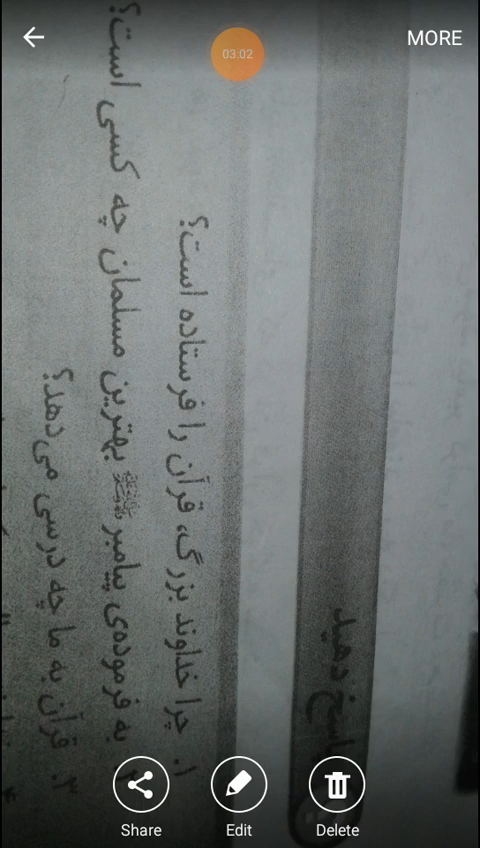 03:02
MORE
پاسخ دهید
۱. چرا خداوند بزرگ، قرآن را فرستاده است؟
به فرموده‌ی پیامبر ﷺ بهترین مسلمان چه کسی است؟
۳. قرآن به ما چه درسی می‌دهد؟
Share
Edit
Delete